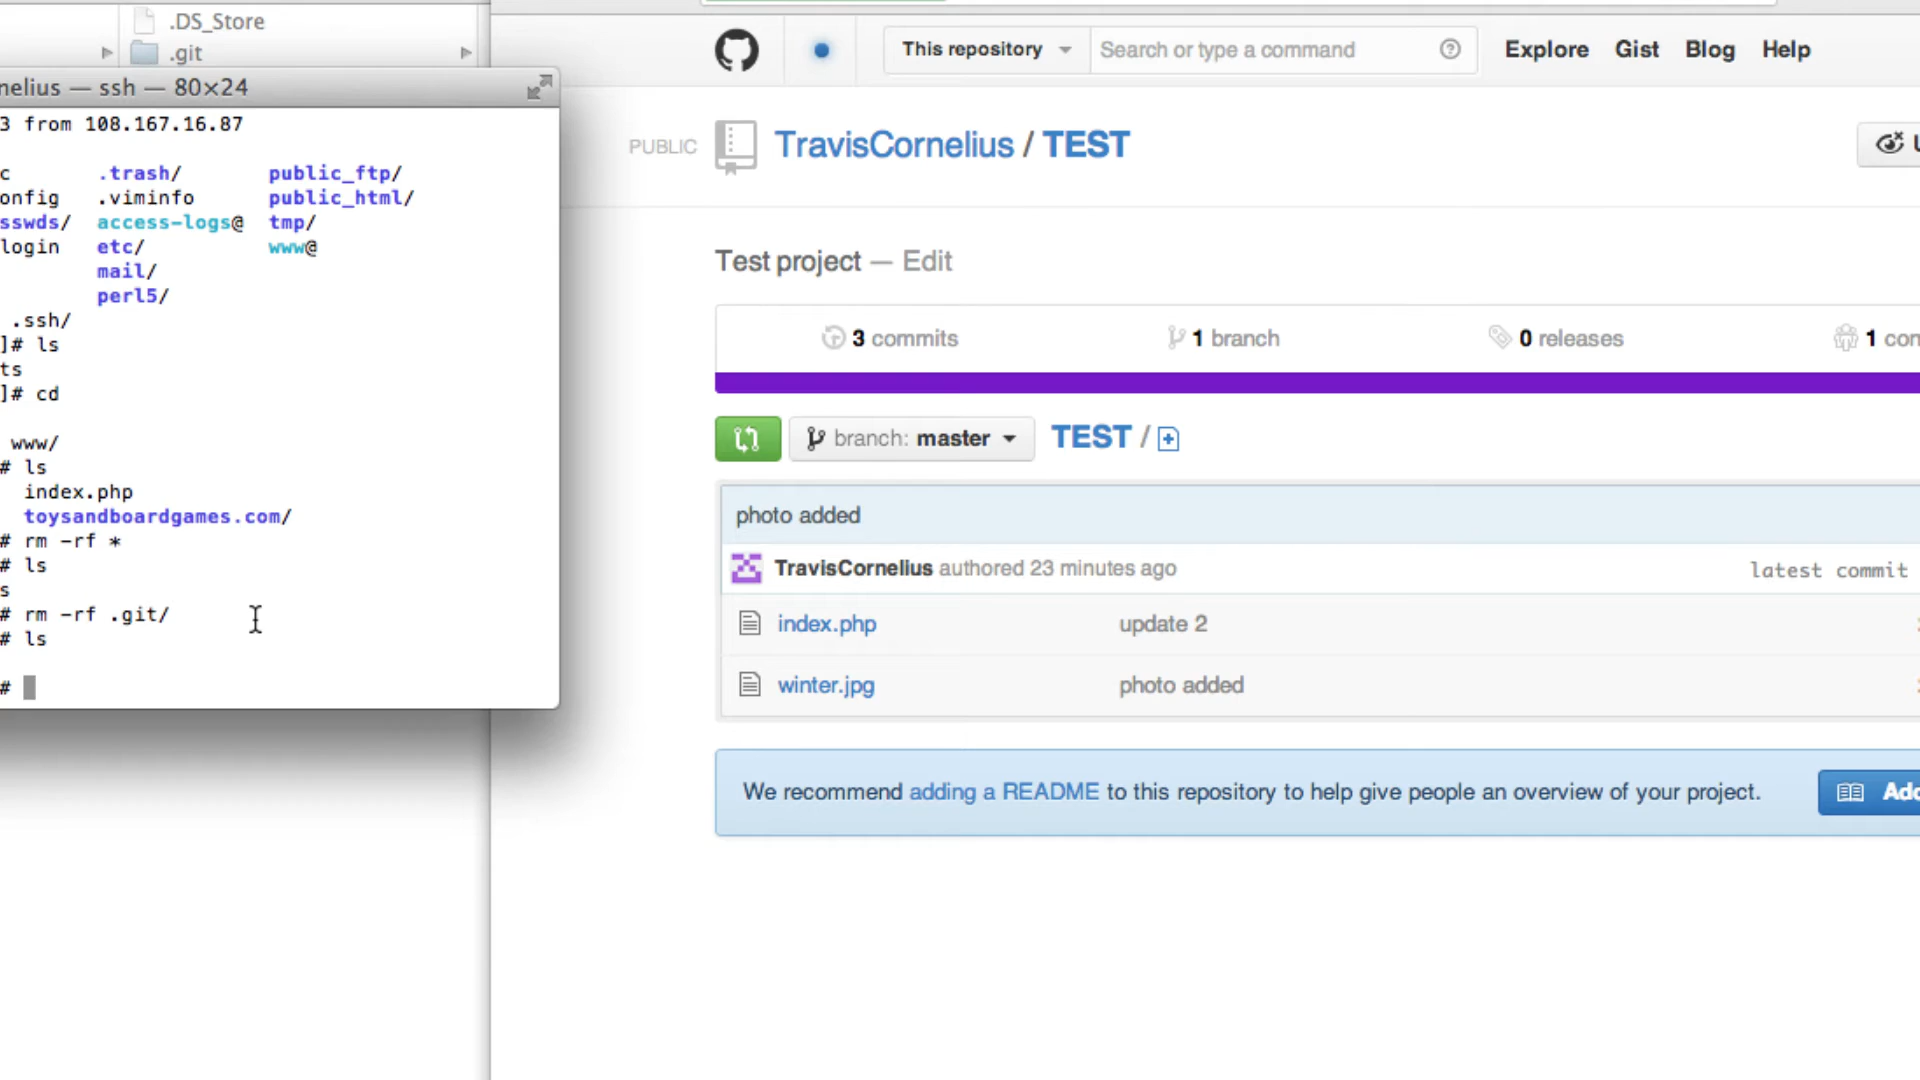 .DS_Store
.git
nelius — ssh — 80×24
3 from 108.167.16.87
c .trash/ public_ftp/
onfig .viminfo public_html/
sswds/ access-logs@ tmp/
login etc/ www@
mail/
perl5/
.ssh/
]# ls
ts
]# cd
www/
# ls
index.php
toysandboardgames.com/
# rm -rf *
# ls
s
# rm -rf .git/
# ls
#
This repository Search or type a command Explore Gist Blog Help
PUBLIC TravisCornelius / TEST
Test project — Edit
3 commits 1 branch 0 releases 1 con
branch: master TEST /
photo added
TravisCornelius authored 23 minutes ago latest commit
index.php update 2
winter.jpg photo added
We recommend adding a README to this repository to help give people an overview of your project. Add